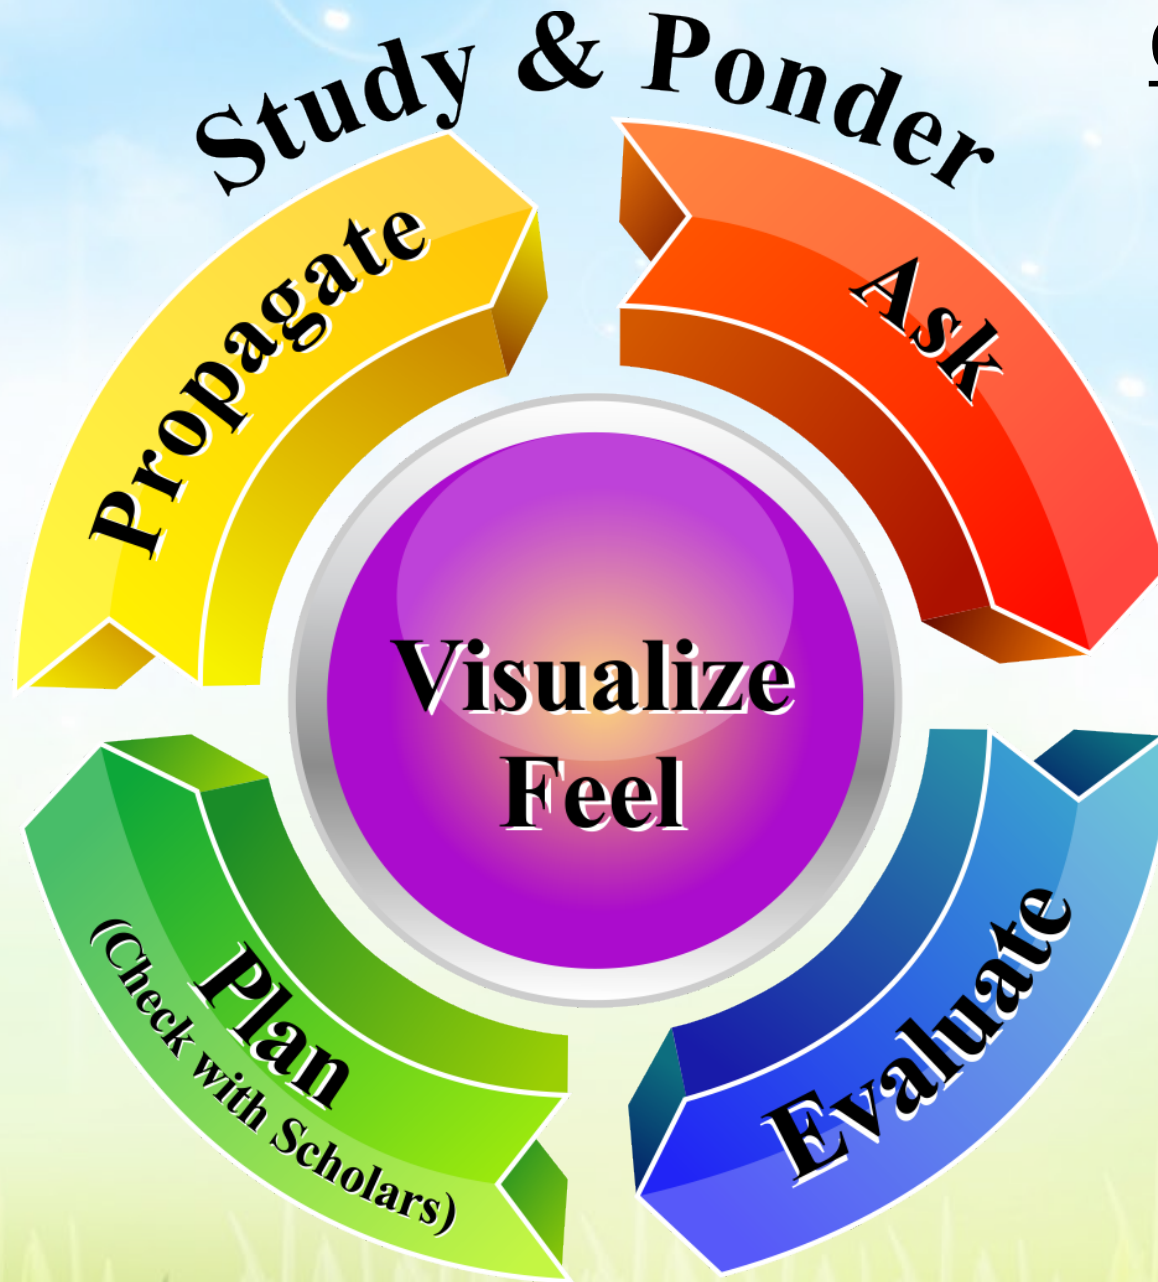 Study & Ponder
Ask
Evaluate
Plan
(Check with Scholars)
Propagate
Visualize
Feel